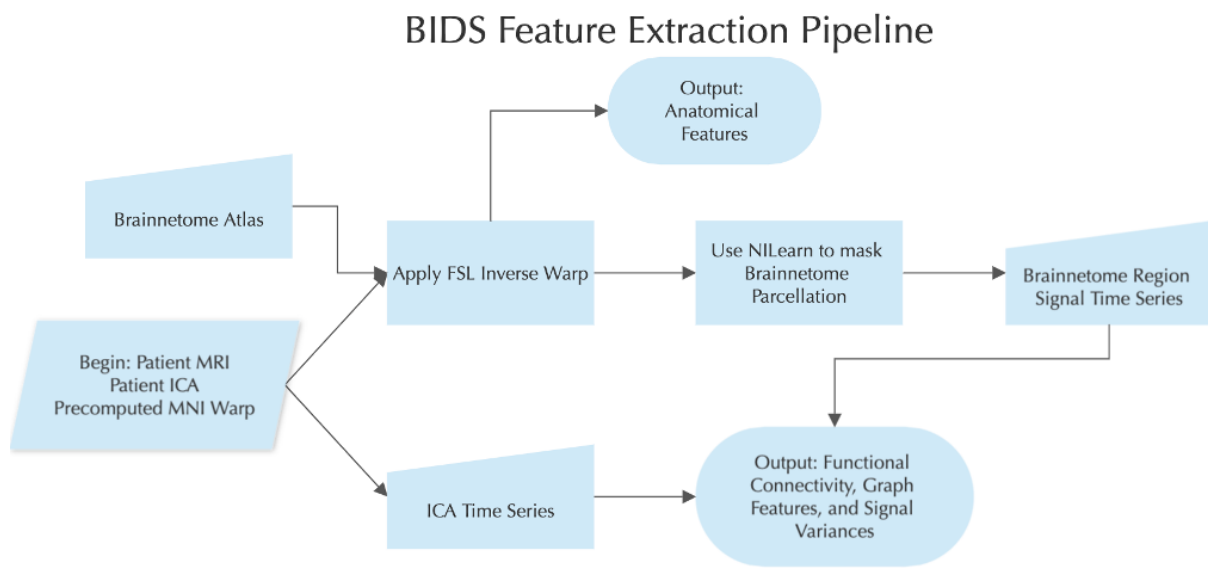 BIDS Feature Extraction Pipeline
Output:
Anatomical
Features
Brainnetome Atlas
Apply FSL Inverse Warp
Use NILearn to mask
Brainnetome
Parcellation
Brainnetome Region
Signal Time Series
Begin: Patient MRI
Patient ICA
Precomputed MNI Warp
ICA Time Series
Output: Functional
Connectivity, Graph
Features, and Signal
Variances